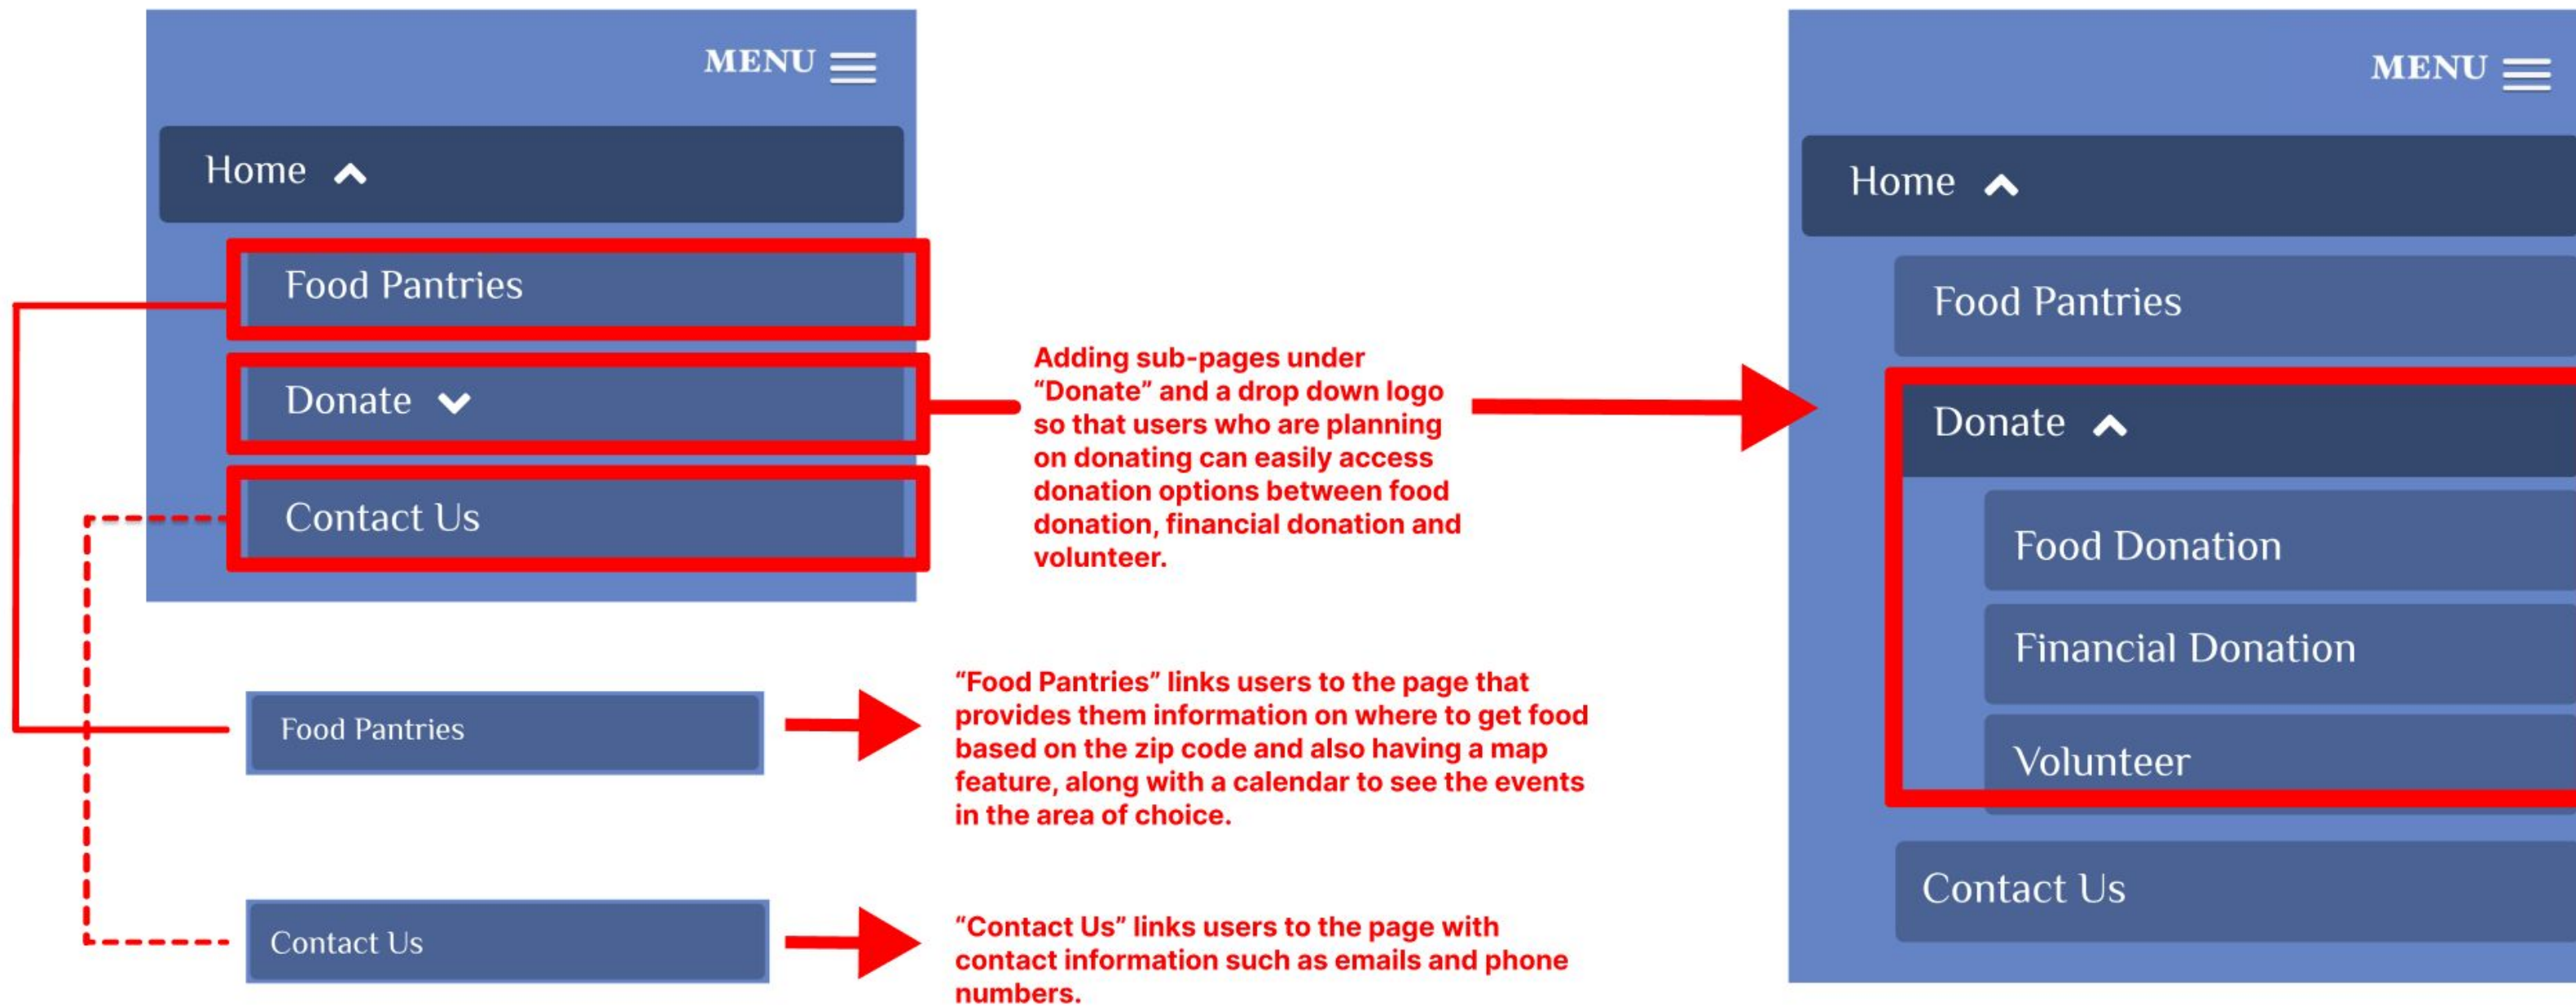 MENU
Home
Food Pantries
Donate
Contact Us
Adding sub-pages under
“Donate” and a drop down logo
so that users who are planning
on donating can easily access
donation options between food
donation, financial donation and
volunteer.
Food Pantries
“Food Pantries” links users to the page that
provides them information on where to get food
based on the zip code and also having a map
feature, along with a calendar to see the events
in the area of choice.
Contact Us
“Contact Us” links users to the page with
contact information such as emails and phone
numbers.
MENU
Home
Food Pantries
Donate
Food Donation
Financial Donation
Volunteer
Contact Us